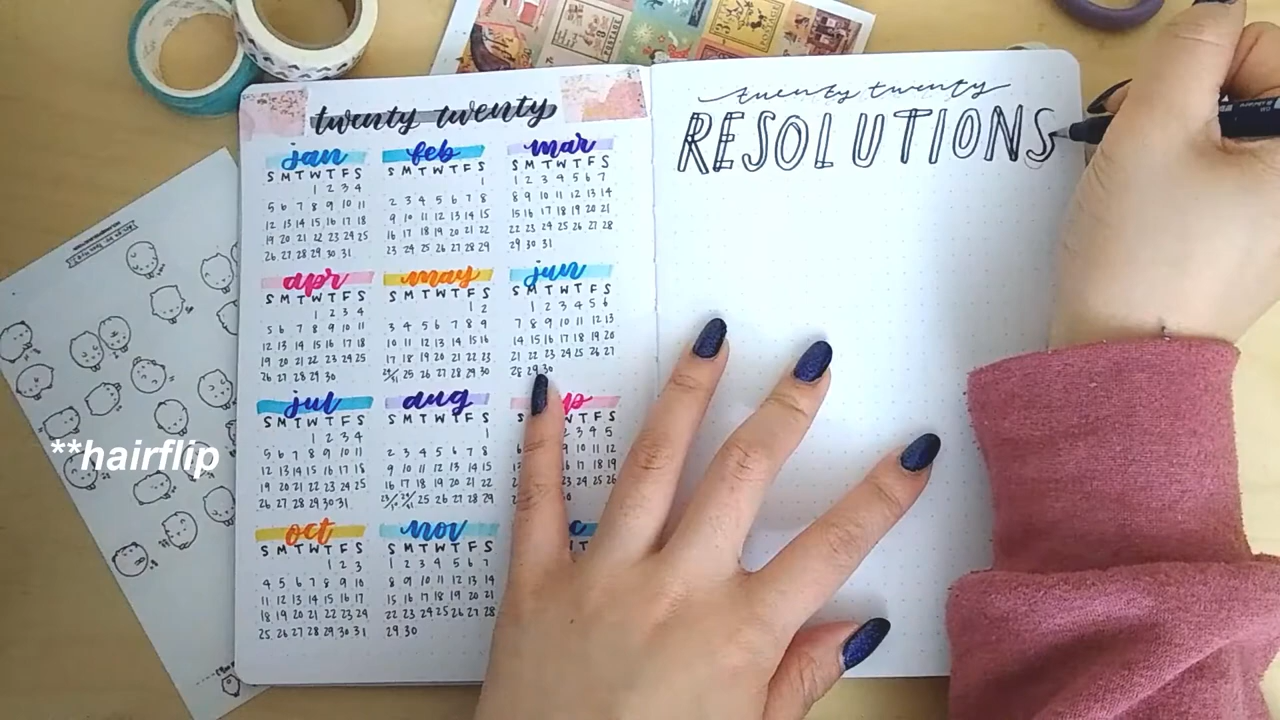 twenty twenty
jan
S M T W T F S
1 2 3 4
5 6 7 8 9 10 11
12 13 14 15 16 17 18
19 20 21 22 23 24 25
26 27 28 29 30 31
feb
S M T W T F S
1
2 3 4 5 6 7 8
9 10 11 12 13 14 15
16 17 18 19 20 21 22
23 24 25 26 27 28 29
mar
S M T W T F S
1 2 3 4 5 6 7
8 9 10 11 12 13 14
15 16 17 18 19 20 21
22 23 24 25 26 27 28
29 30 31
apr
S M T W T F S
1 2 3 4
5 6 7 8 9 10 11
12 13 14 15 16 17 18
19 20 21 22 23 24 25
26 27 28 29 30
may
S M T W T F S
1 2
3 4 5 6 7 8 9
10 11 12 13 14 15 16
17 18 19 20 21 22 23
24/31 25 26 27 28 29 30
jun
S M T W T F S
1 2 3 4 5 6
7 8 9 10 11 12 13
14 15 16 17 18 19 20
21 22 23 24 25 26 27
28 29 30
jul
S M T W T F S
1 2 3 4
5 6 7 8 9 10 11
12 13 14 15 16 17 18
19 20 21 22 23 24 25
26 27 28 29 30 31
aug
S M T W T F S
1
2 3 4 5 6 7 8
9 10 11 12 13 14 15
16 17 18 19 20 21 22
23/30 24/31 25 26 27 28 29
p
S T W T F S
2 3 4 5
9 10 11 12
17 18 19
oct
S M T W T F S
1 2 3
4 5 6 7 8 9 10
11 12 13 14 15 16 17
18 19 20 21 22 23 24
25 26 27 28 29 30 31
nov
S M T W T F S
1 2 3 4 5 6 7
8 9 10 11 12 13 14
15 16 17 18 19 20 21
22 23 24 25 26 27 28
29 30
c
twenty twenty
RESOLUTIONS
**hairflip
POSTAGE
POSTAGE